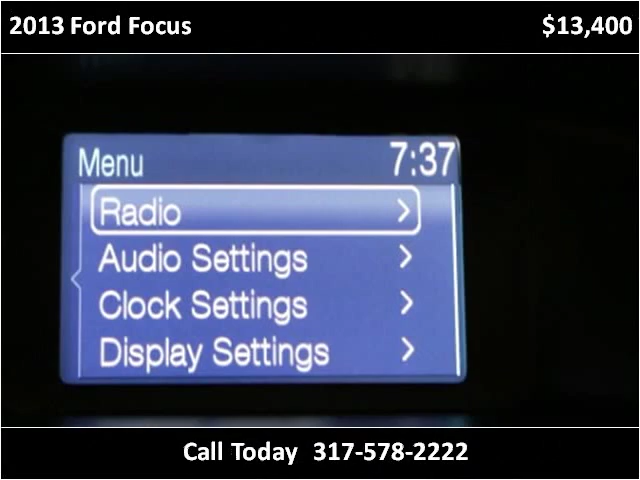 2013 Ford Focus $13,400
Menu 7:37
Radio
Audio Settings
Clock Settings
Display Settings
Call Today 317-578-2222